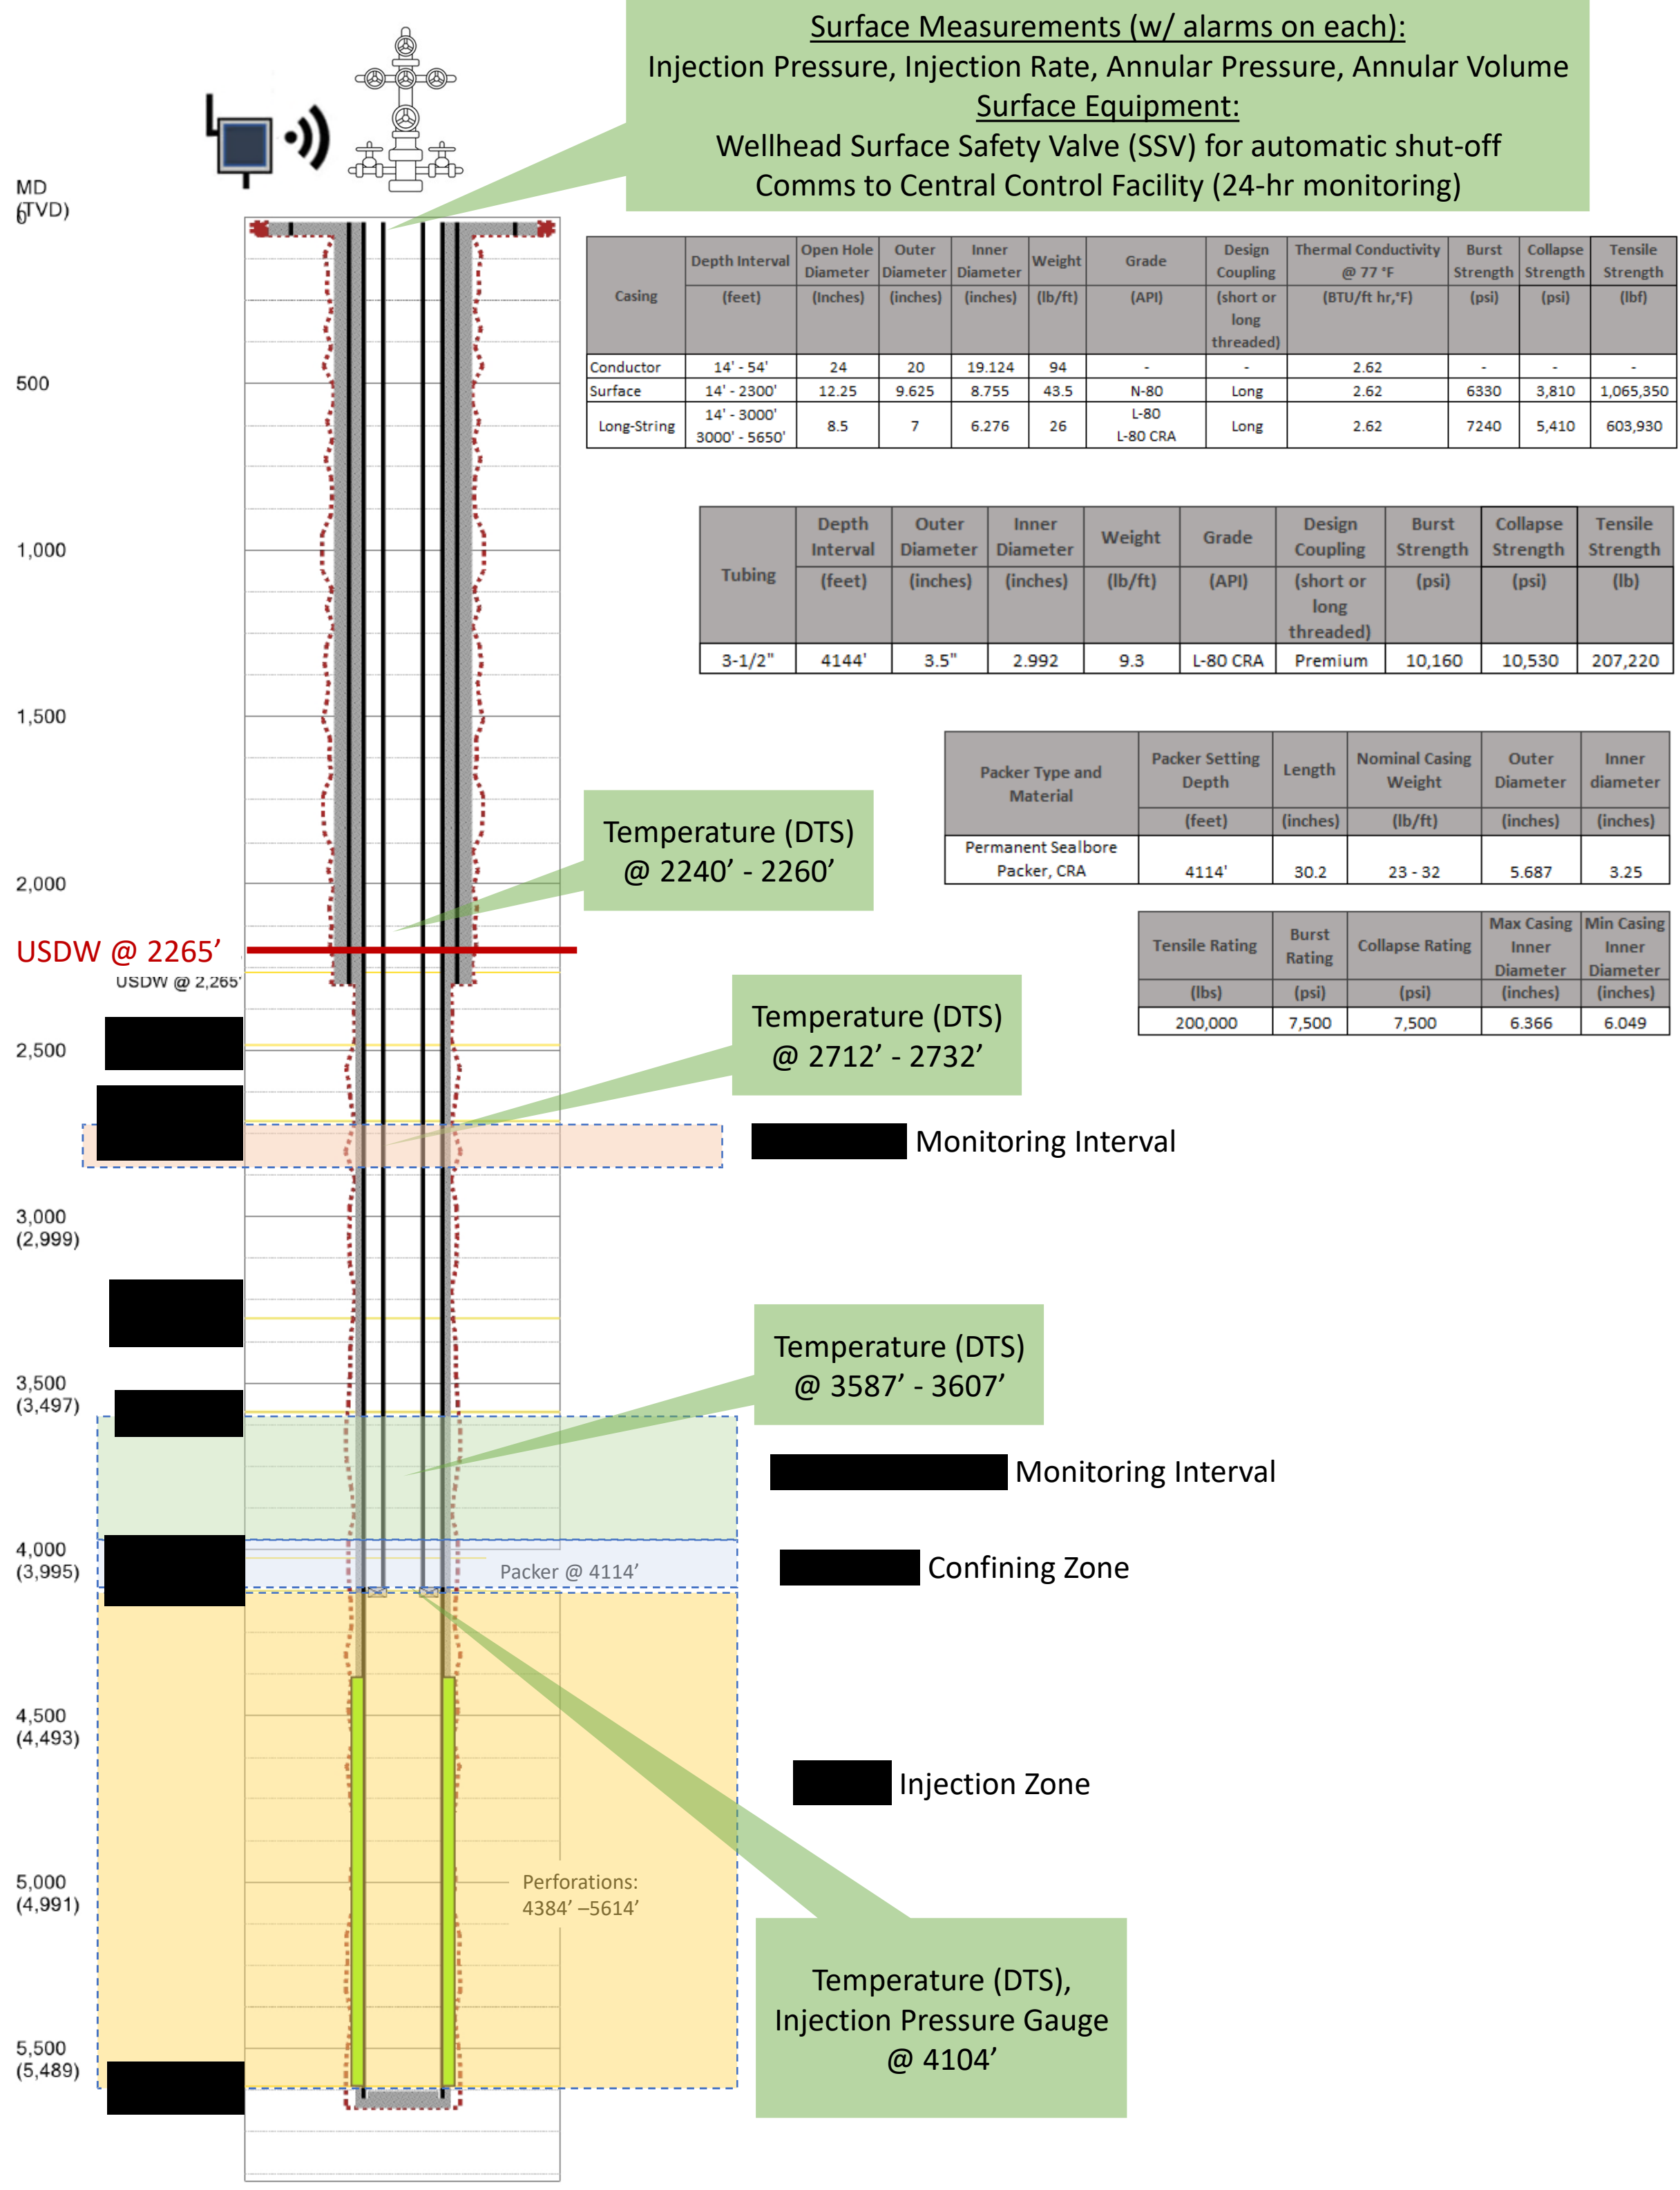 Surface Measurements (w/ alarms on each):
Injection Pressure, Injection Rate, Annular Pressure, Annular Volume
Surface Equipment:
Wellhead Surface Safety Valve (SSV) for automatic shut-off
Comms to Central Control Facility (24-hr monitoring)
MD
(TVD)
0
Casing | Depth Interval | Open Hole Diameter | Outer Diameter | Inner Diameter | Weight | Grade | Design Coupling | Thermal Conductivity @ 77 °F | Burst Strength | Collapse Strength | Tensile Strength
(feet) | (Inches) | (inches) | (inches) | (lb/ft) | (API) | (short or long threaded) | (BTU/ft hr,°F) | (psi) | (psi) | (lbf)
Conductor | 14' - 54' | 24 | 20 | 19.124 | 94 | - | - | 2.62 | - | - | -
Surface | 14' - 2300' | 12.25 | 9.625 | 8.755 | 43.5 | N-80 | Long | 2.62 | 6330 | 3,810 | 1,065,350
Long-String | 14' - 3000' 3000' - 5650' | 8.5 | 7 | 6.276 | 26 | L-80 L-80 CRA | Long | 2.62 | 7240 | 5,410 | 603,930
500
Tubing | Depth Interval | Outer Diameter | Inner Diameter | Weight | Grade | Design Coupling | Burst Strength | Collapse Strength | Tensile Strength
(feet) | (inches) | (inches) | (lb/ft) | (API) | (short or long threaded) | (psi) | (psi) | (lb)
3-1/2" | 4144' | 3.5" | 2.992 | 9.3 | L-80 CRA | Premium | 10,160 | 10,530 | 207,220
1,000
1,500
Packer Type and Material | Packer Setting Depth | Length | Nominal Casing Weight | Outer Diameter | Inner diameter
(feet) | (inches) | (lb/ft) | (inches) | (inches)
Permanent Sealbore Packer, CRA | 4114' | 30.2 | 23 - 32 | 5.687 | 3.25
Temperature (DTS)
@ 2240’ - 2260’
2,000
Tensile Rating | Burst Rating | Collapse Rating | Max Casing Inner Diameter | Min Casing Inner Diameter
(lbs) | (psi) | (psi) | (inches) | (inches)
200,000 | 7,500 | 7,500 | 6.366 | 6.049
USDW @ 2265’
USDW @ 2,265'
Temperature (DTS)
@ 2712’ - 2732’
2,500
Monitoring Interval
3,000
(2,999)
Temperature (DTS)
@ 3587’ - 3607’
3,500
(3,497)
Monitoring Interval
4,000
(3,995)
Packer @ 4114’
Confining Zone
4,500
(4,493)
Injection Zone
5,000
(4,991)
Perforations:
4384’ –5614’
Temperature (DTS),
Injection Pressure Gauge
@ 4104’
5,500
(5,489)